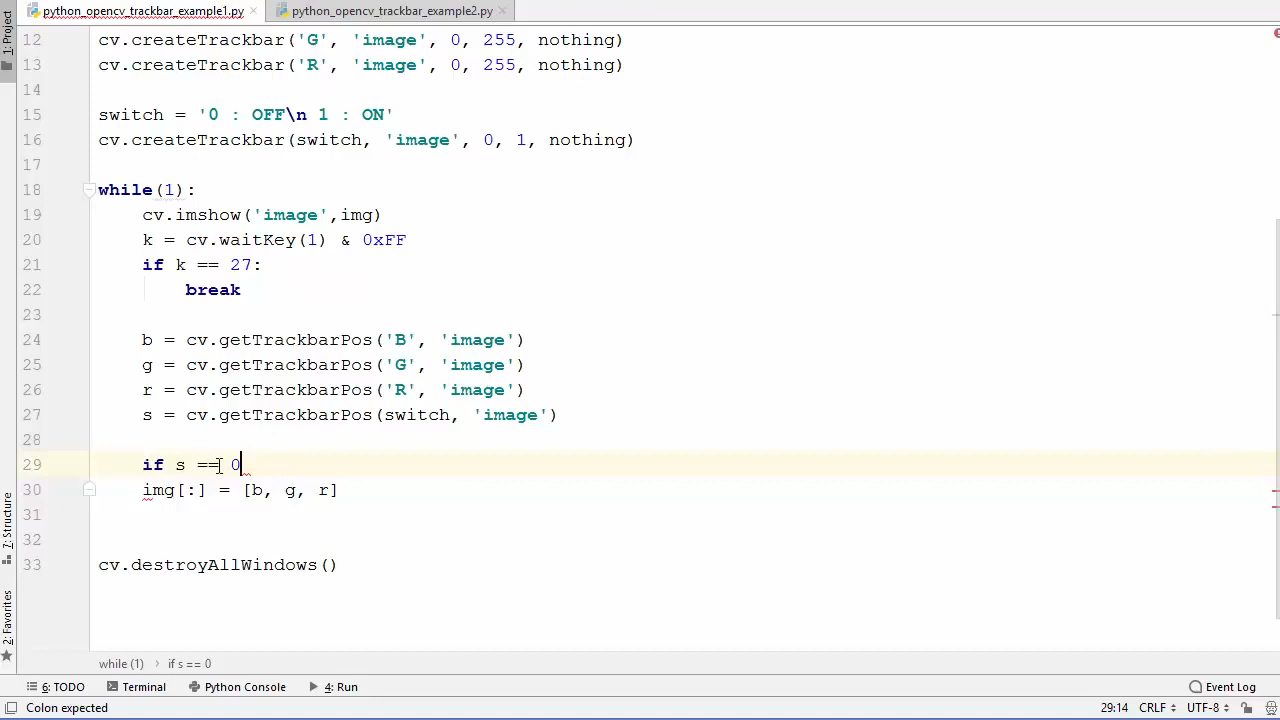 python_opencv_trackbar_example1.py
python_opencv_trackbar_example2.py
1: Project
12 cv.createTrackbar('G', 'image', 0, 255, nothing)
13 cv.createTrackbar('R', 'image', 0, 255, nothing)
14
15 switch = '0 : OFF\n 1 : ON'
16 cv.createTrackbar(switch, 'image', 0, 1, nothing)
17
18 while(1):
19 cv.imshow('image',img)
20 k = cv.waitKey(1) & 0xFF
21 if k == 27:
22 break
23
24 b = cv.getTrackbarPos('B', 'image')
25 g = cv.getTrackbarPos('G', 'image')
26 r = cv.getTrackbarPos('R', 'image')
27 s = cv.getTrackbarPos(switch, 'image')
28
29 if s == 0
30 img[:] = [b, g, r]
31
32
33 cv.destroyAllWindows()
7: Structure
2: Favorites
while (1) › if s == 0
6: TODO Terminal Python Console 4: Run Event Log
Colon expected 29:14 CRLF UTF-8